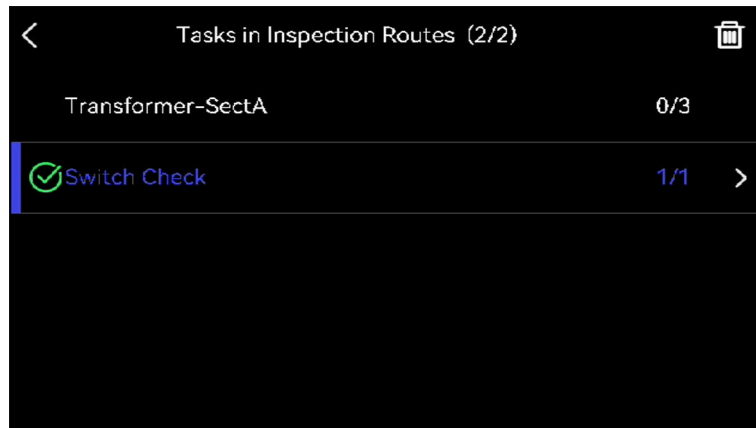 Tasks in Inspection Routes (2/2)
Transformer-SectA 0/3
Switch Check 1/1